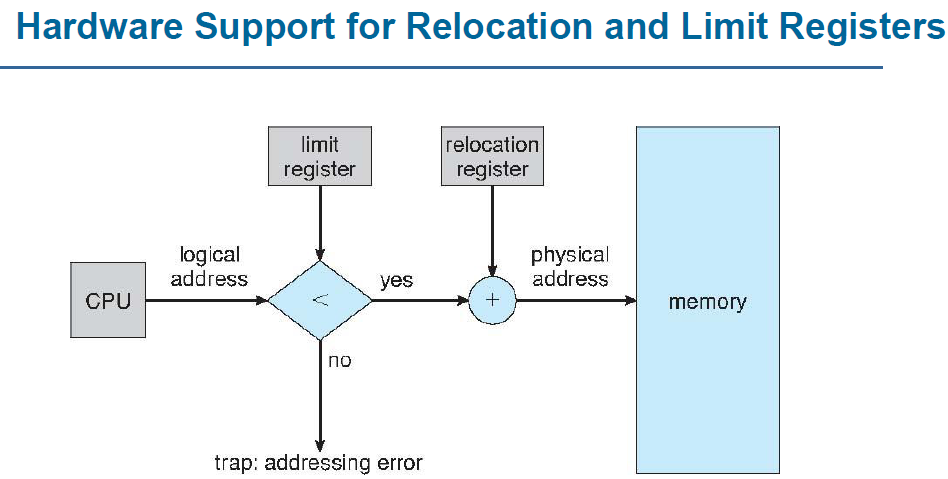 Hardware Support for Relocation and Limit Registers
limit
register
relocation
register
logical
address
physical
address
CPU
<
yes
+
memory
no
trap: addressing error